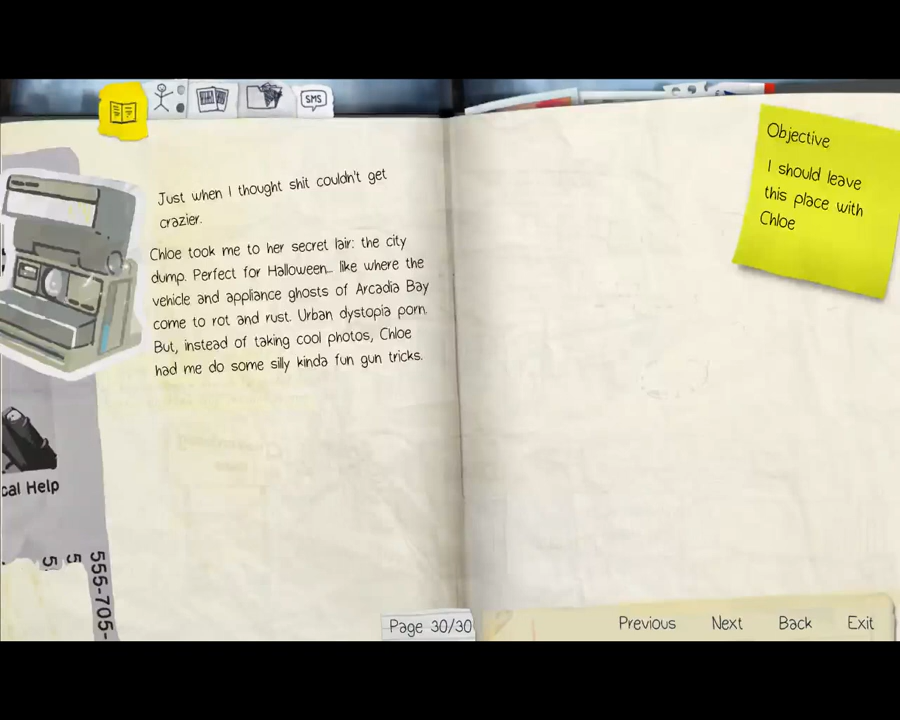 SMS
Just when I thought shit couldn't get
crazier.
Chloe took me to her secret lair: the city
dump. Perfect for Halloween... like where the
vehicle and appliance ghosts of Arcadia Bay
come to rot and rust. Urban dystopia porn.
But, instead of taking cool photos, Chloe
had me do some silly kinda fun gun tricks.
cal Help
5
5
555-705-
Objective
I should leave
this place with
Chloe
Page 30/30
Previous Next Back Exit